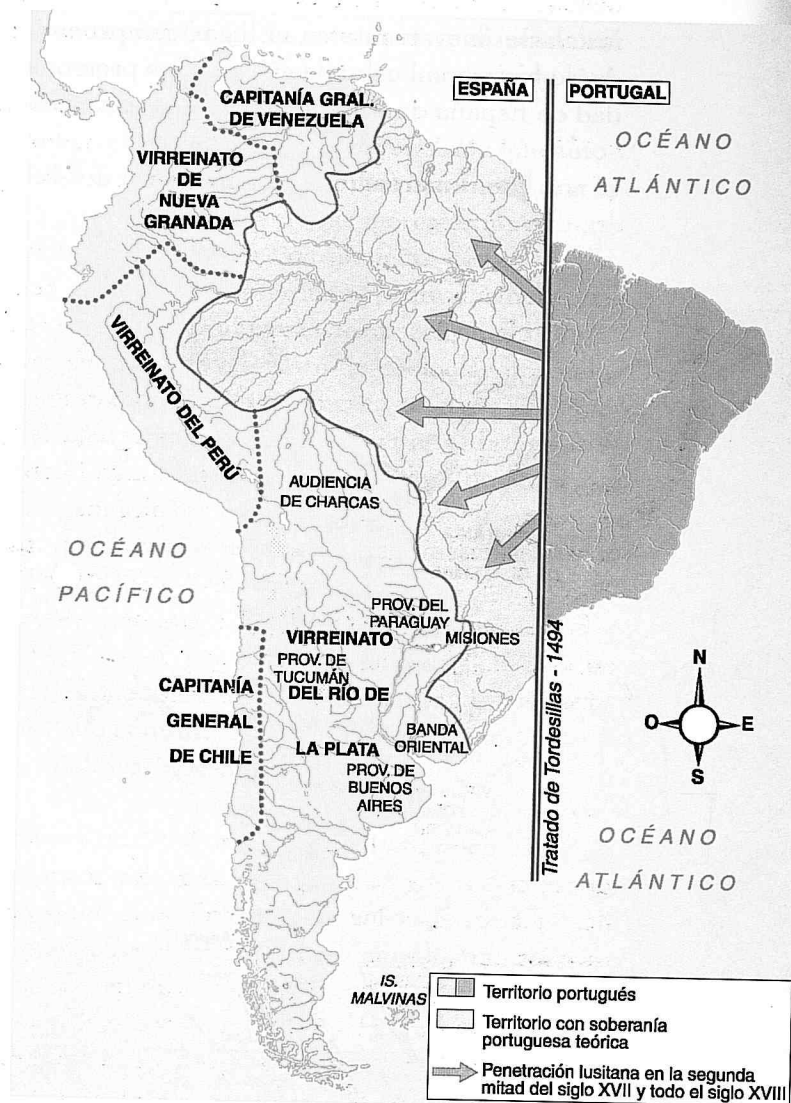 CAPITANÍA GRAL.
DE VENEZUELA
ESPAÑA
PORTUGAL
OCÉANO
ATLÁNTICO
VIRREINATO
DE
NUEVA
GRANADA
VIRREINATO DEL PERÚ
AUDIENCIA
DE CHARCAS
OCÉANO
PACÍFICO
PROV. DEL
PARAGUAY
MISIONES
VIRREINATO
PROV. DE
TUCUMÁN
DEL RÍO DE
LA PLATA
CAPITANÍA
GENERAL
DE CHILE
BANDA
ORIENTAL
PROV. DE
BUENOS
AIRES
Tratado de Tordesillas - 1494
N
O
E
S
OCÉANO
ATLÁNTICO
IS.
MALVINAS
Territorio portugués
Territorio con soberanía
portuguesa teórica
Penetración lusitana en la segunda
mitad del siglo XVII y todo el siglo XVIII